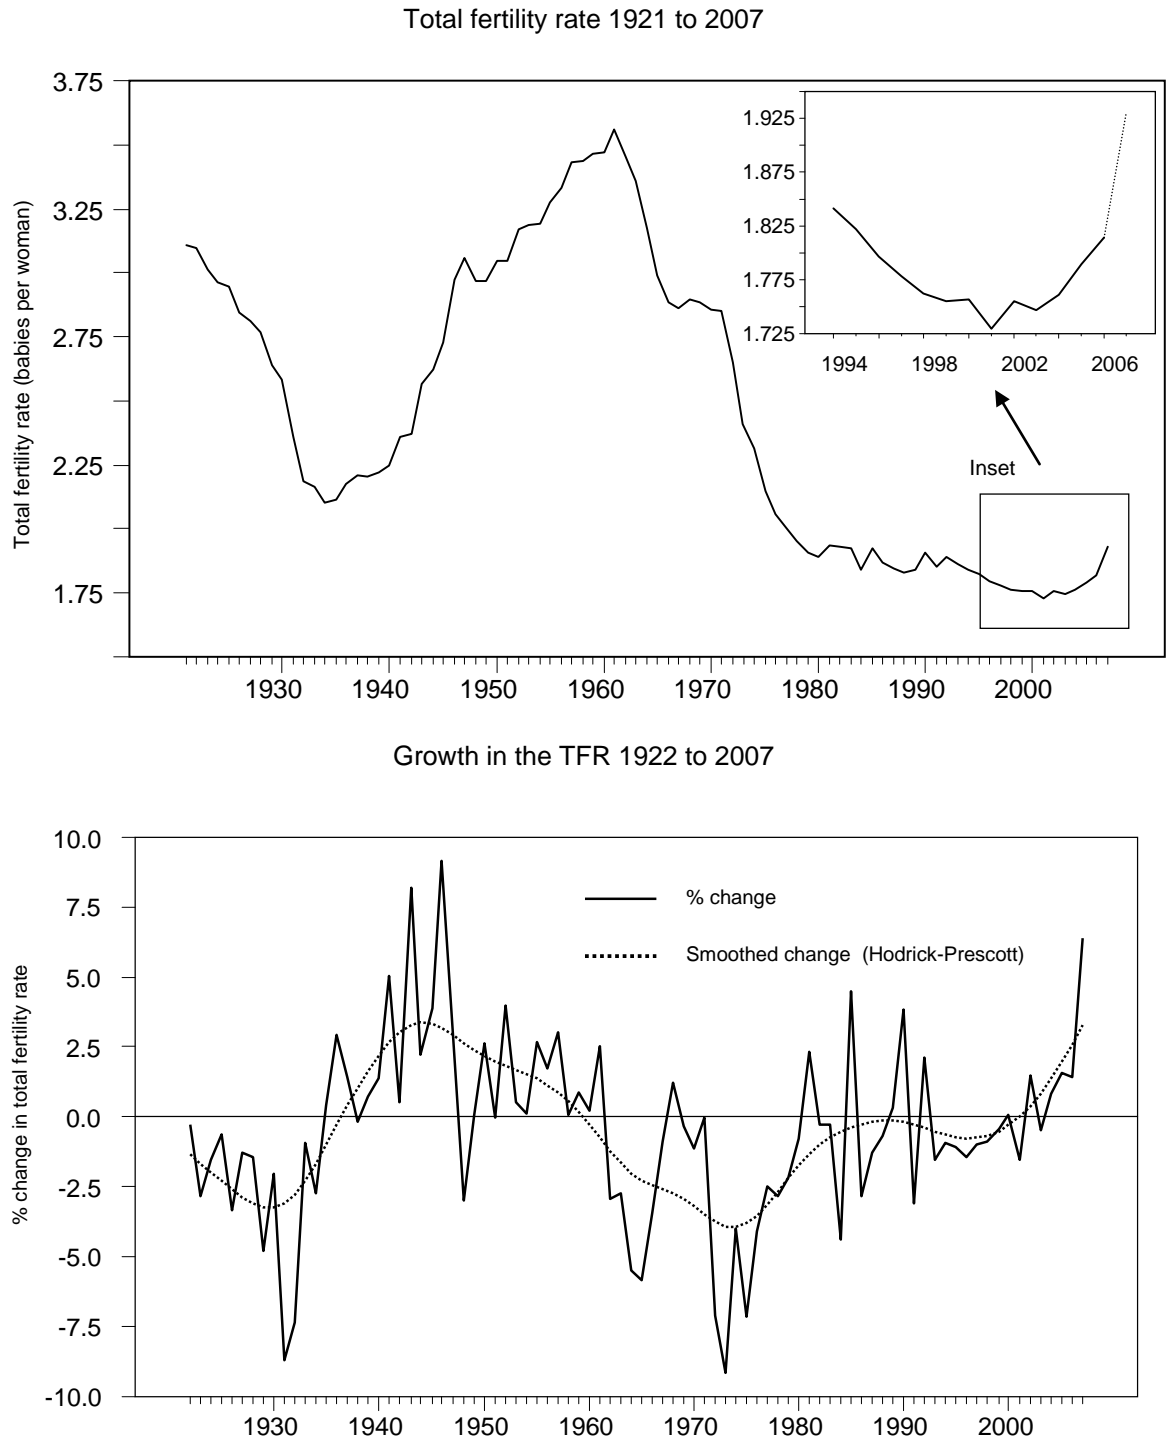 Total fertility rate 1921 to 2007
Total fertility rate (babies per woman)
3.75
3.25
2.75
2.25
1.75
1.925
1.875
1.825
1.775
1.725
1994 1998 2002 2006
Inset
1930 1940 1950 1960 1970 1980 1990 2000
Growth in the TFR 1922 to 2007
% change in total fertility rate
10.0
7.5
5.0
2.5
0.0
-2.5
-5.0
-7.5
-10.0
% change
Smoothed change (Hodrick-Prescott)
1930 1940 1950 1960 1970 1980 1990 2000